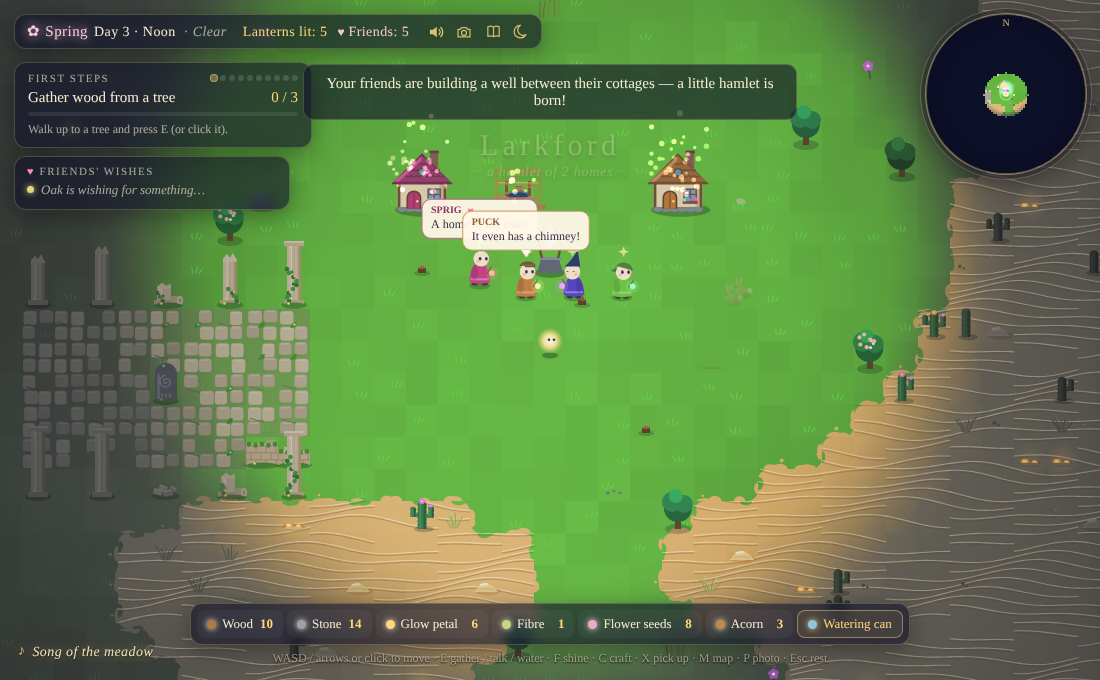 Spring Day 3 · Noon · Clear Lanterns lit: 5 ♥ Friends: 5
N
FIRST STEPS
Gather wood from a tree 0 / 3
Walk up to a tree and press E (or click it).
Your friends are building a well between their cottages — a little hamlet is born!
♥ FRIENDS' WISHES
Oak is wishing for something…
Larkford
~ a hamlet of 2 homes ~
SPRIG
A hom
PUCK
It even has a chimney!
Wood 10 Stone 14 Glow petal 6 Fibre 1 Flower seeds 8 Acorn 3 Watering can
♪ Song of the meadow
WASD / arrows or click to move · E gather / talk / water · F shine · C craft · X pick up · M map · P photo · Esc rest